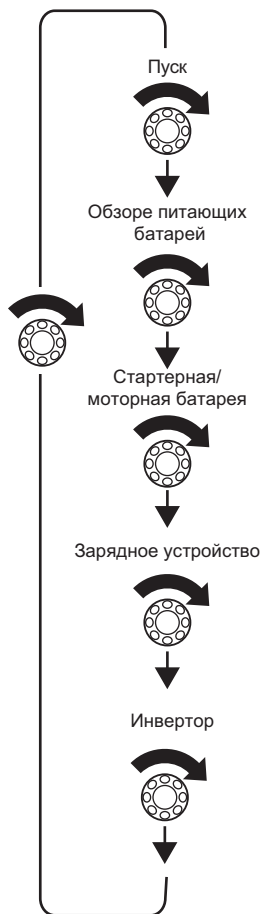 Пуск
Обзоре питающих
батарей
Стартерная/
моторная батарея
Зарядное устройство
Инвертор